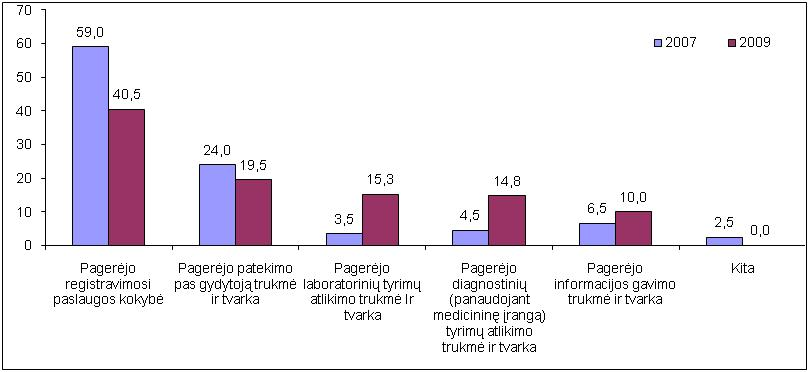 70
60
50
40
30
20
10
0
59,0
40,5
24,0
19,5
3,5
15,3
4,5
14,8
6,5
10,0
2,5
0,0
2007
2009
Pagerėjo
registravimosi
paslaugos kokybė
Pagerėjo patekimo
pas gydytoją trukmė
ir tvarka
Pagerėjo
laboratorinių tyrimų
atlikimo trukmė Ir
tvarka
Pagerėjo
diagnostinių
(panaudojant
medicininę įrangą)
tyrimų atlikimo
trukmė ir tvarka
Pagerėjo
informacijos gavimo
trukmė ir tvarka
Kita